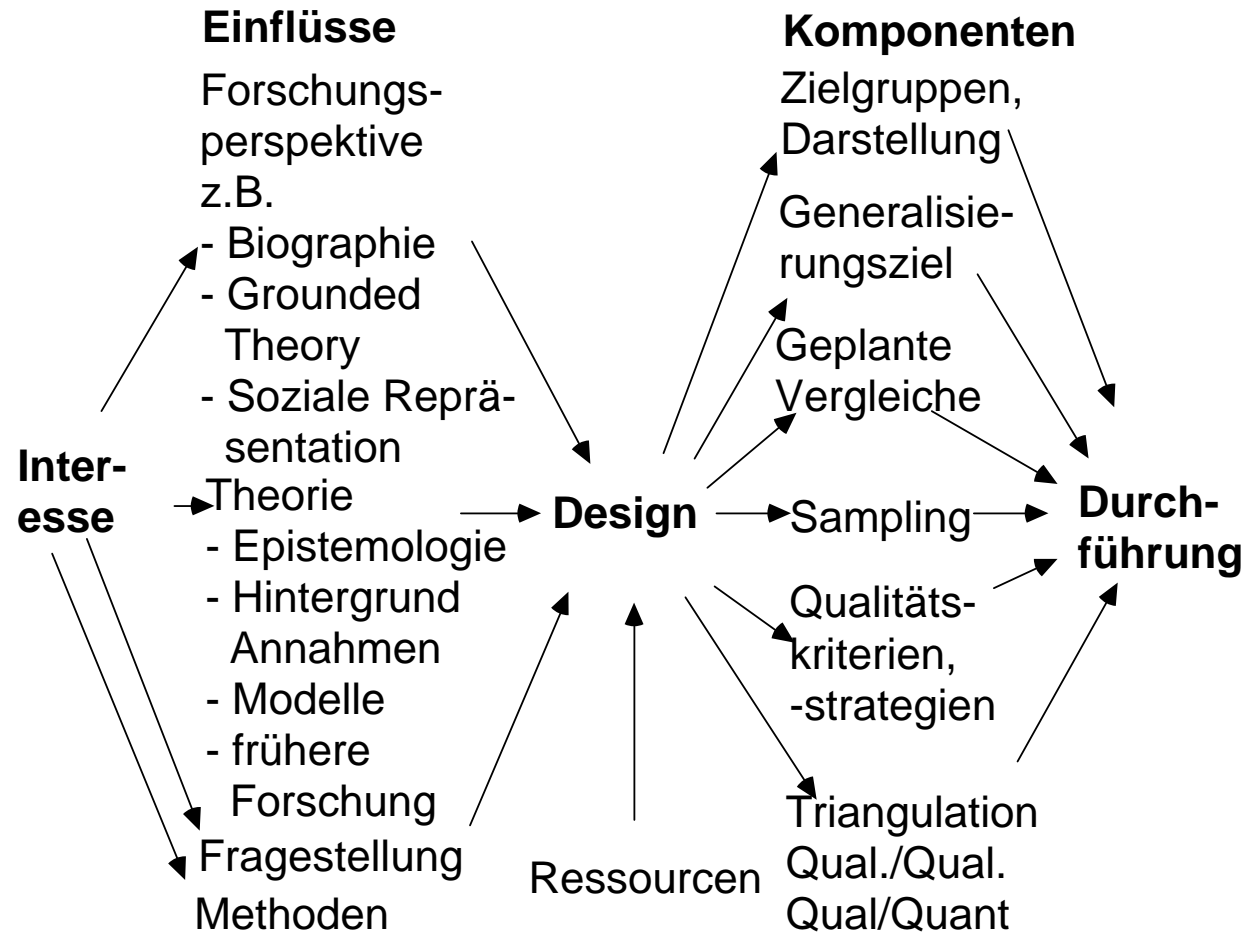 Einflüsse
Forschungs-
perspektive
z.B.
- Biographie
- Grounded
Theory
- Soziale Reprä-
sentation
Inter-
esse
Theorie
- Epistemologie
- Hintergrund
Annahmen
- Modelle
- frühere
Forschung
Fragestellung
Methoden
Design
Ressourcen
Komponenten
Zielgruppen,
Darstellung
Generalisie-
rungsziel
Geplante
Vergleiche
Sampling
Qualitäts-
kriterien,
-strategien
Triangulation
Qual./Qual.
Qual/Quant
Durch-
führung